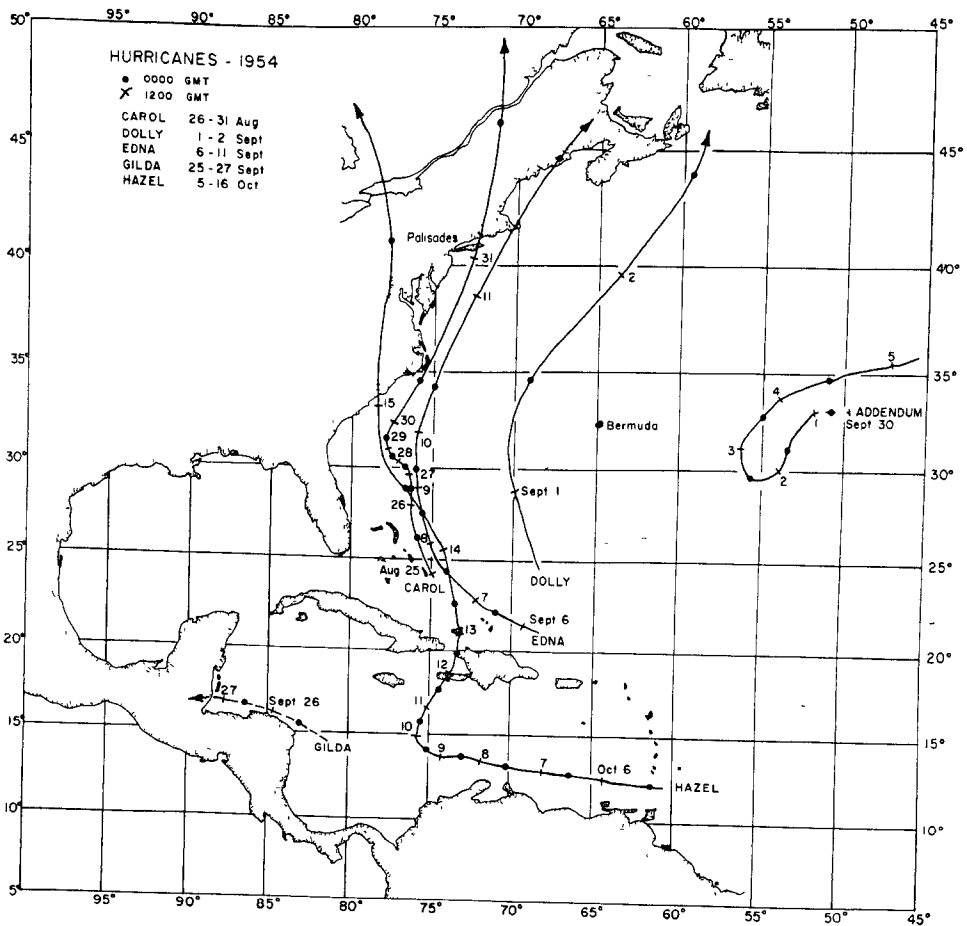 95° 90° 85° 80° 75° 70° 65° 60° 55° 50° 45°
50°
HURRICANES - 1954
• 0000 GMT
× 1200 GMT
CAROL 26-31 Aug
DOLLY 1-2 Sept
EDNA 6-11 Sept
GILDA 25-27 Sept
HAZEL 5-16 Oct
45° 45°
40° 40°
Palisades
31
11
2
35° 35°
5
4
15
30
29
28
10
Bermuda
1
ADDENDUM
Sept 30
3
30° 30°
27
9
2
26
Sept 1
8
14
25° 25°
Aug 25
CAROL
DOLLY
7
Sept 6
EDNA
13
20° 20°
12
27
Sept 26
11
10
15° 15°
GILDA
9
8
7
Oct 6
HAZEL
10° 10°
5°
95° 90° 85° 80° 75° 70° 65° 60° 55° 50° 45°